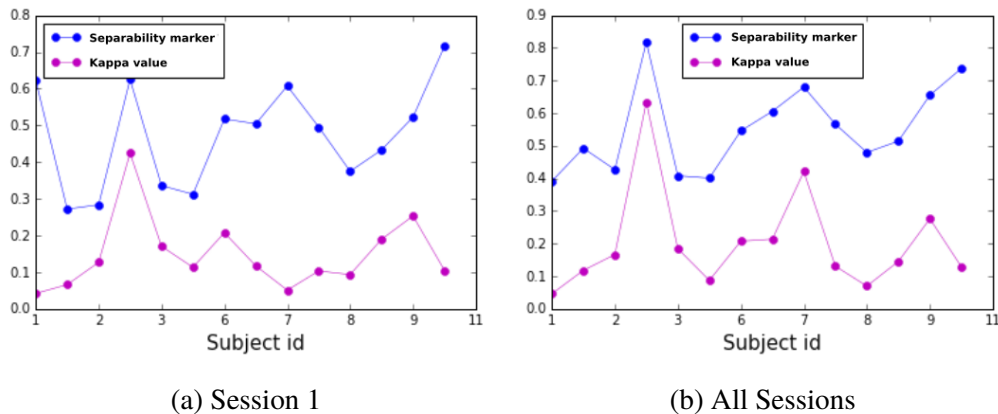 0.8
0.7
0.6
0.5
0.4
0.3
0.2
0.1
0.0
Separability marker
Kappa value
1 2 3 6 7 8 9 11
Subject id
(a) Session 1
0.9
0.8
0.7
0.6
0.5
0.4
0.3
0.2
0.1
0.0
Separability marker
Kappa value
1 2 3 6 7 8 9 11
Subject id
(b) All Sessions